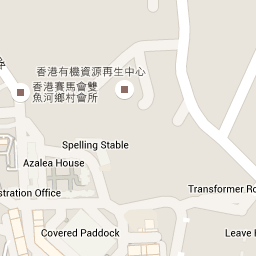 香港有機資源再生中心
香港賽馬會雙
魚河鄉村會所
Spelling Stable
Azalea House
stration Office
Transformer Ro
Covered Paddock
Leave H